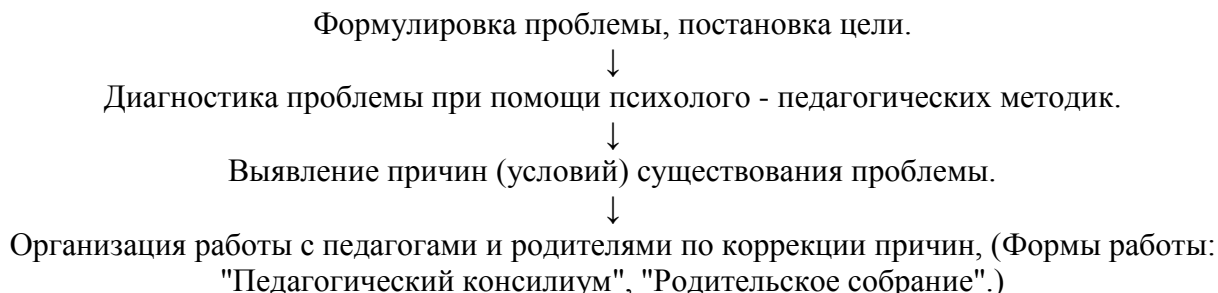 Формулировка проблемы, постановка цели.
↓
Диагностика проблемы при помощи психолого - педагогических методик.
↓
Выявление причин (условий) существования проблемы.
↓
Организация работы с педагогами и родителями по коррекции причин, (Формы работы:
"Педагогический консилиум", "Родительское собрание".)